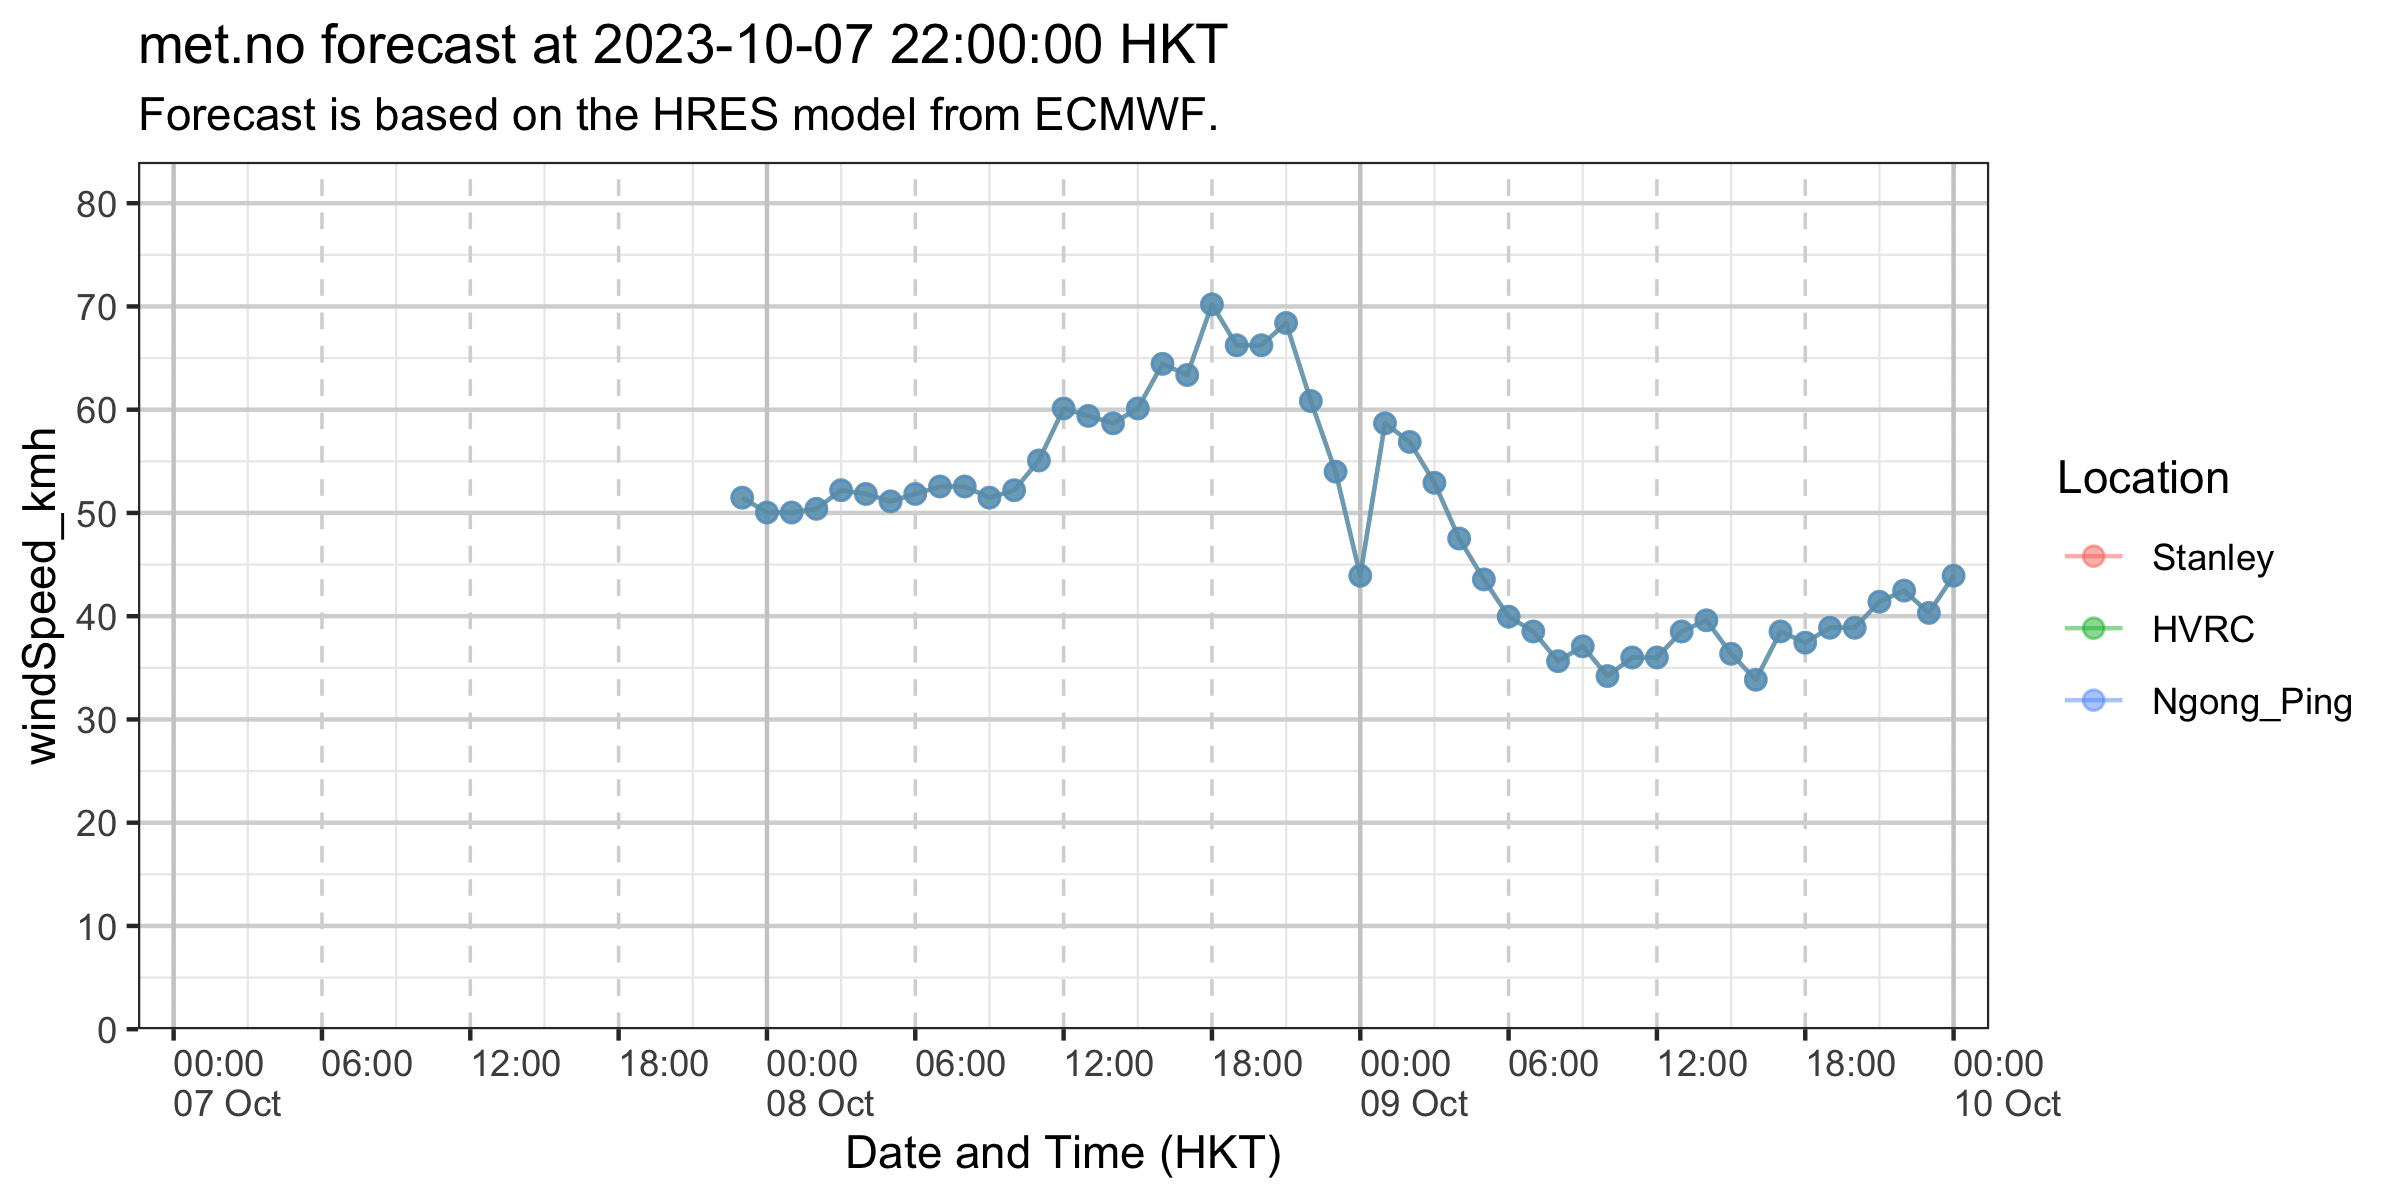 met.no forecast at 2023-10-07 22:00:00 HKT
Forecast is based on the HRES model from ECMWF.
windSpeed_kmh
80
70
60
50
40
30
20
10
0
00:00 06:00 12:00 18:00 00:00 06:00 12:00 18:00 00:00 06:00 12:00 18:00 00:00
07 Oct 08 Oct 09 Oct 10 Oct
Date and Time (HKT)
Location
Stanley
HVRC
Ngong_Ping